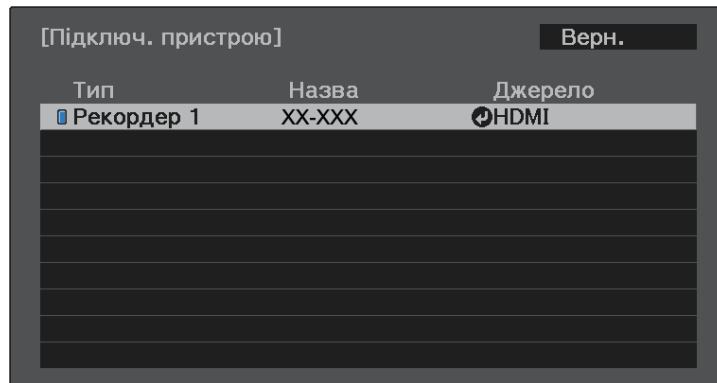 [Підключ. пристрою] Верн.
Тип Назва Джерело
Рекордер 1 XX-XXX HDMI